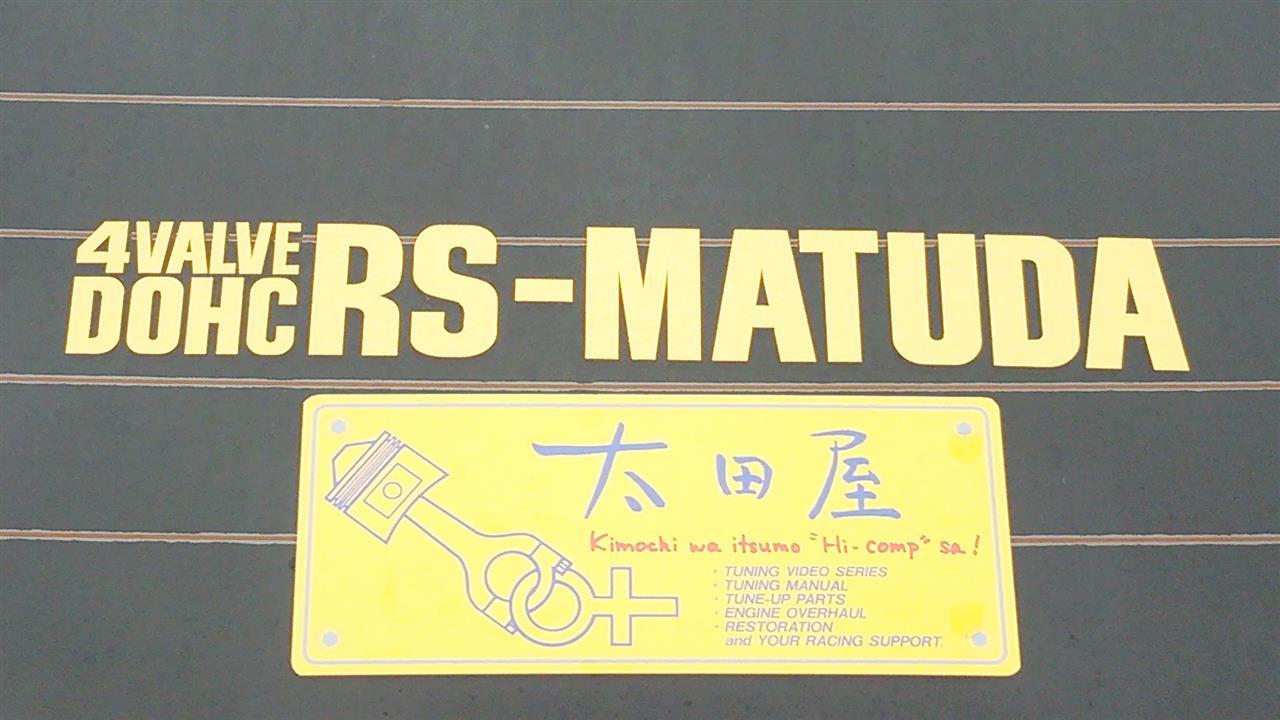 4VALVE
DOHC RS-MATUDA
太田屋
Kimochi wa itsumo "Hi-comp" sa!
・TUNING VIDEO SERIES
・TUNING MANUAL
・TUNE-UP PARTS
・ENGINE OVERHAUL
・RESTORATION
and YOUR RACING SUPPORT.